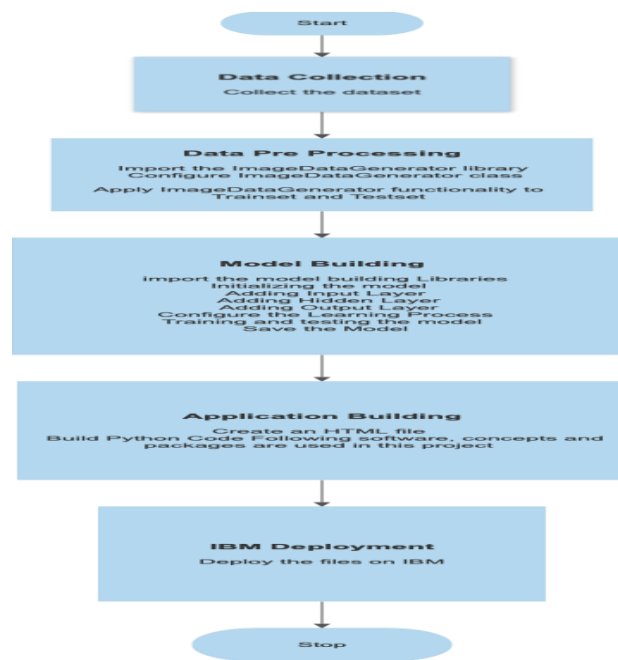 Start
Data Collection
Collect the dataset
Data Pre Processing
Import the ImageDataGenerator library
Configure ImageDataGenerator class
Apply ImageDataGenerator functionality to
Trainset and Testset
Model Building
import the model building Libraries
Initializing the model
Adding Input Layer
Adding Hidden Layer
Adding Output Layer
Configure the Learning Process
Training and testing the model
Save the Model
Application Building
Create an HTML file
Build Python Code Following software, concepts and
packages are used in this project
IBM Deployment
Deploy the files on IBM
Stop